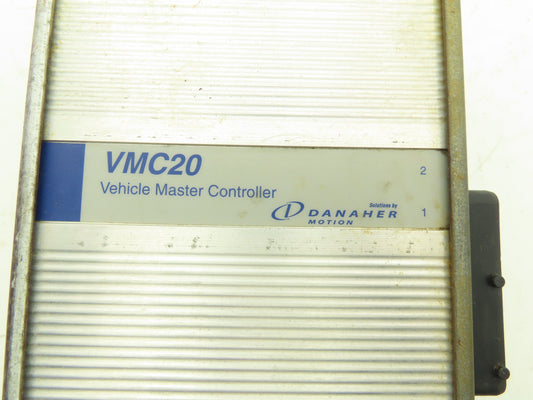 VMC20
Vehicle Master Controller
2
Solutions by
DANAHER
MOTION
1